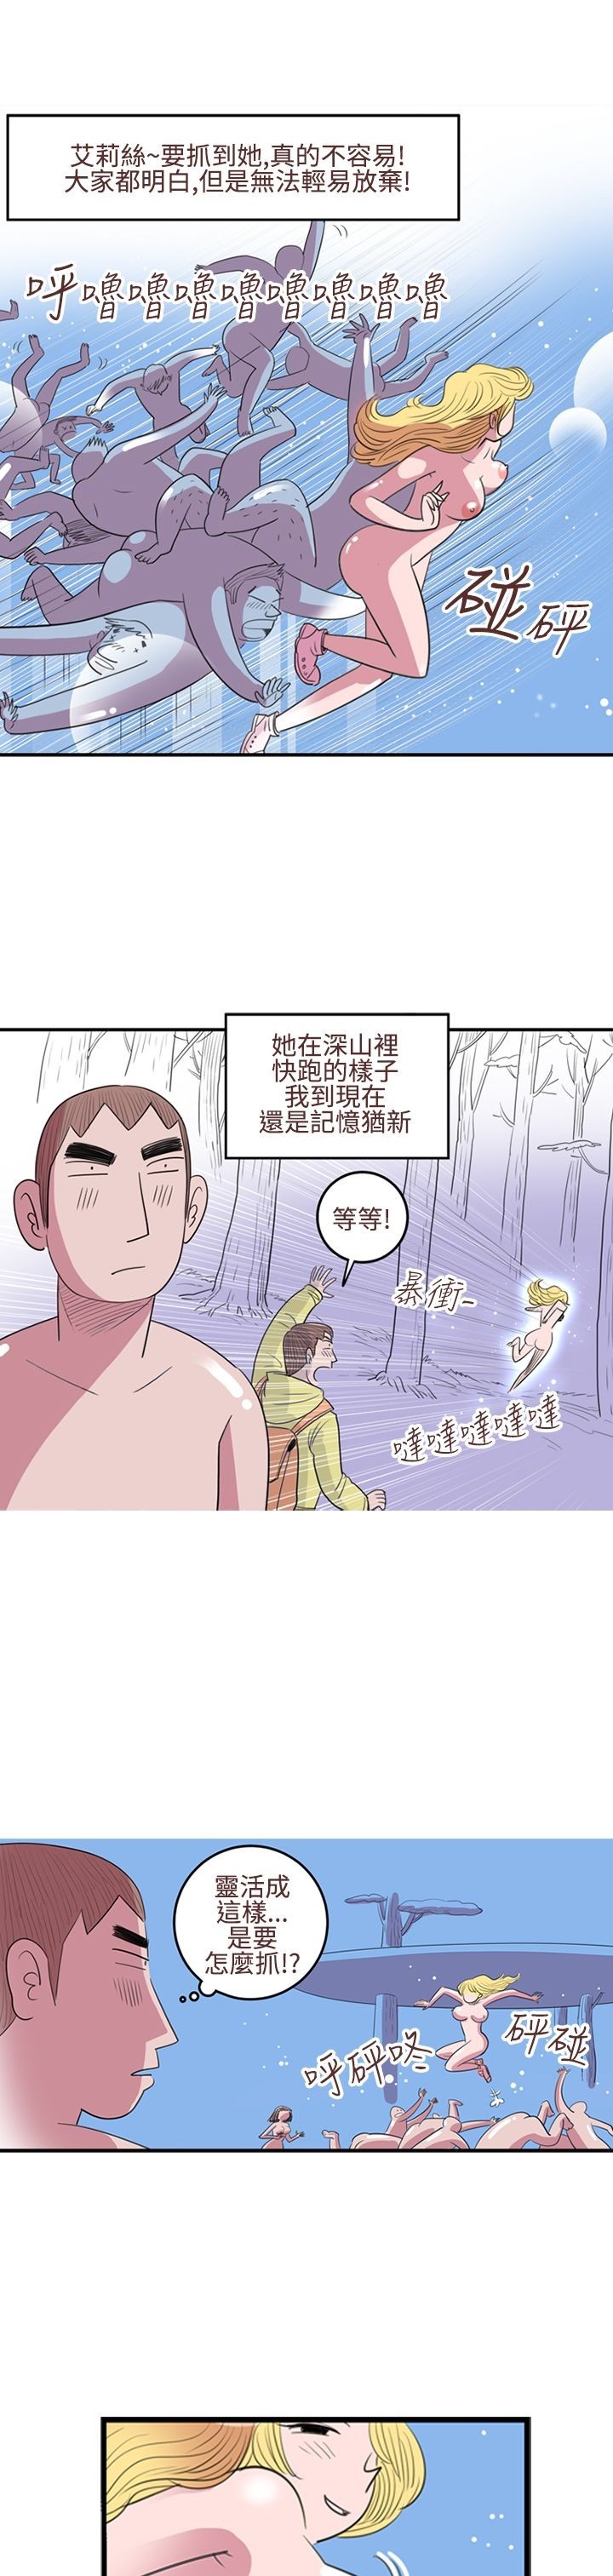 艾莉絲~要抓到她,真的不容易!
大家都明白,但是無法輕易放棄!
呼嚕嚕嚕嚕嚕嚕嚕嚕
碰砰
她在深山裡
快跑的樣子
我到現在
還是記憶猶新
等等!
暴衝-
噠噠噠噠噠
靈活成
這樣...
是要
怎麼抓!?
砰碰
呼砰咚